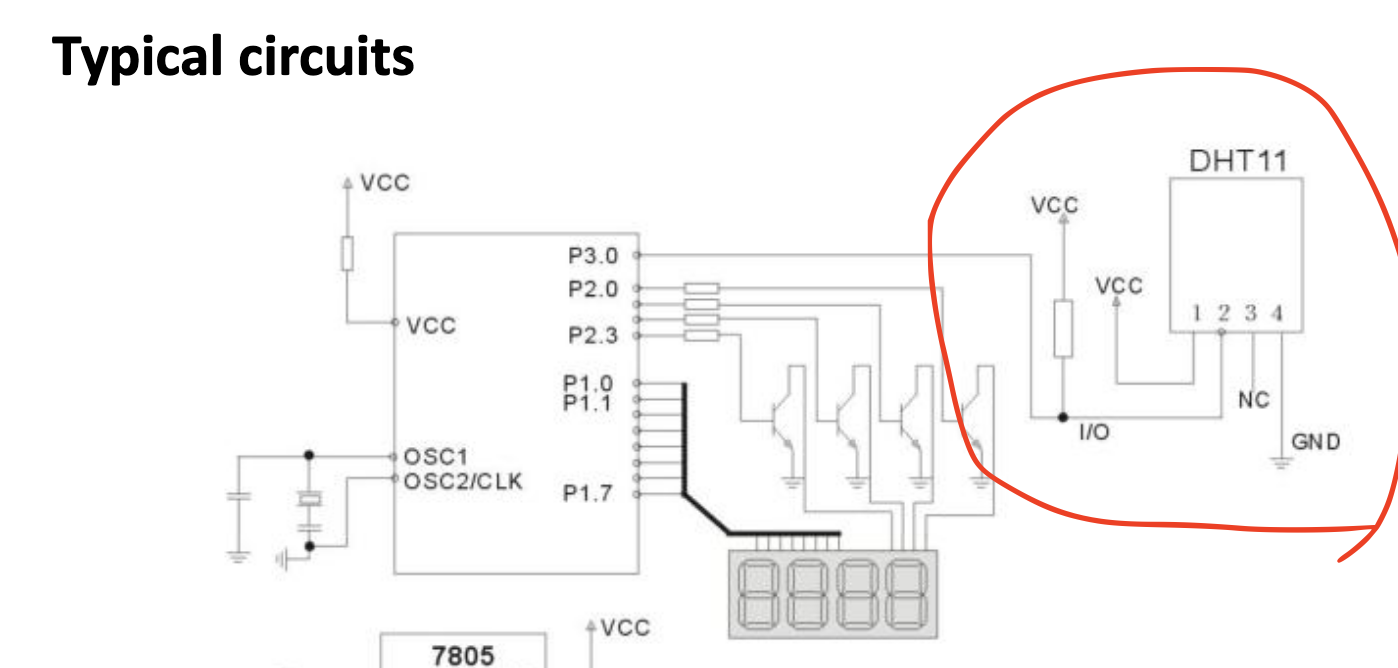 Typical circuits
DHT11
VCC
VCC
P3.0
P2.0
VCC
1 2 3 4
VCC
P2.3
P1.0
P1.1
NC
I/O
GND
OSC1
OSC2/CLK
P1.7
8888
VCC
7805